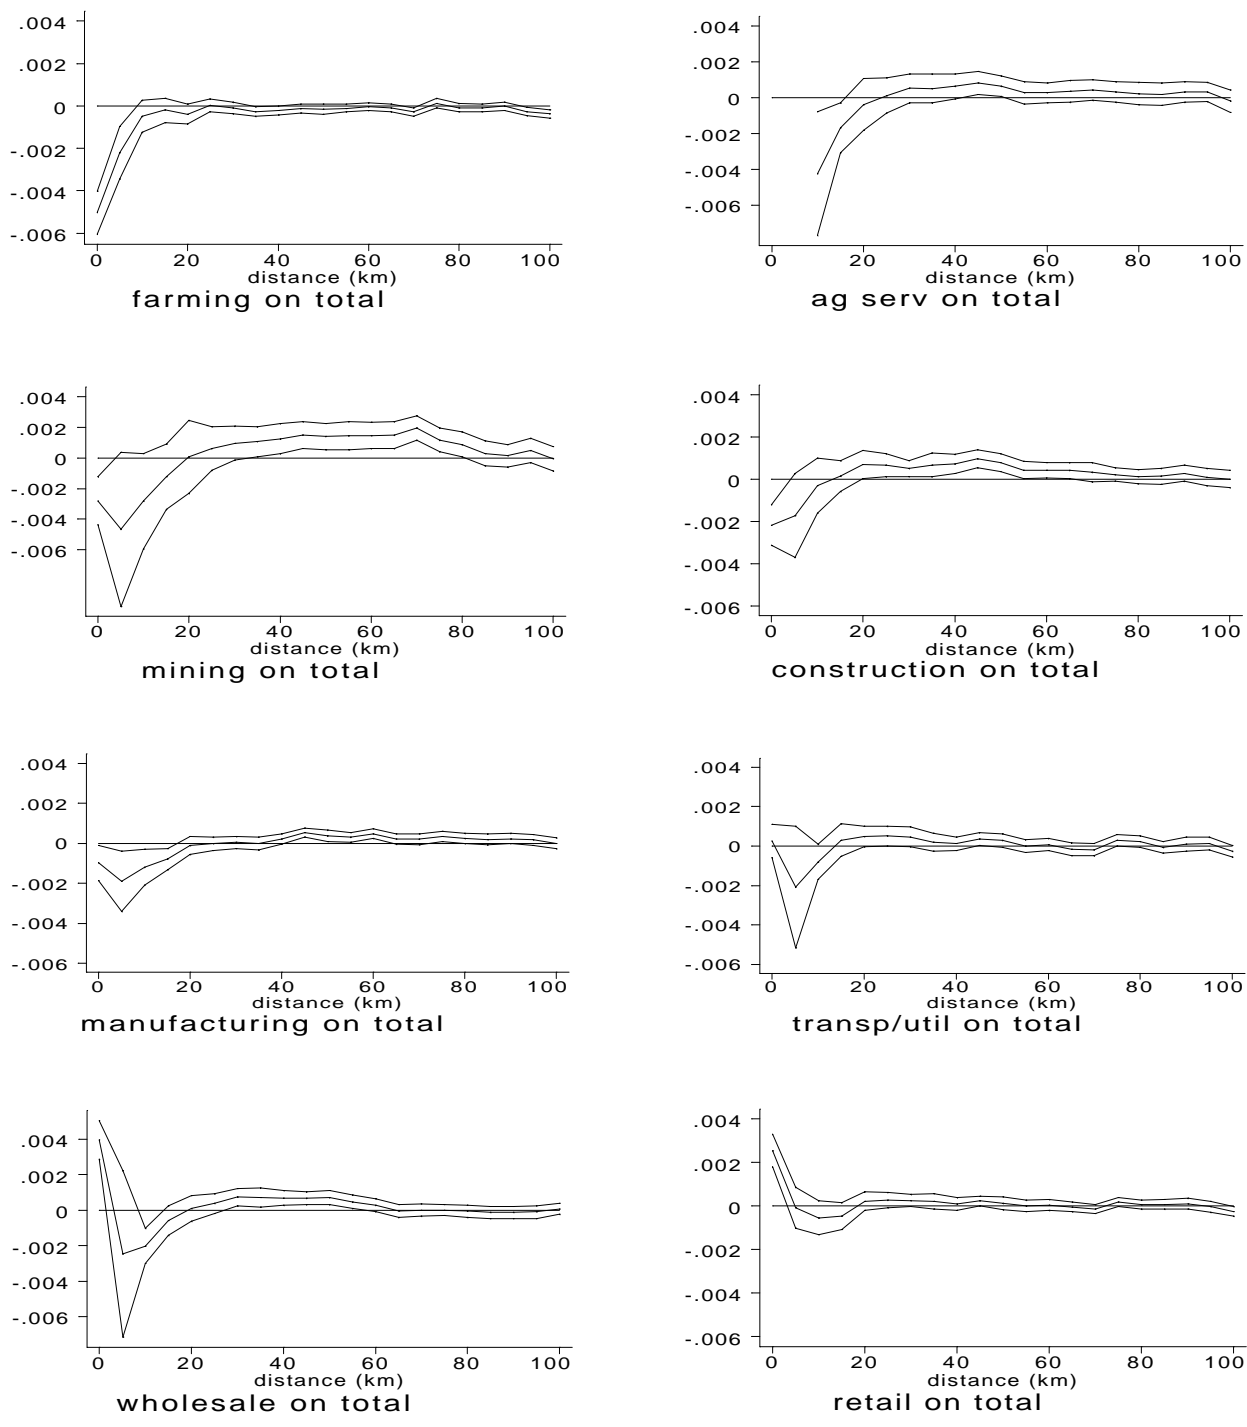 .004
.002
0
-.002
-.004
-.006
0 20 40 60 80 100
distance (km)
farming on total
.004
.002
0
-.002
-.004
-.006
0 20 40 60 80 100
distance (km)
ag serv on total
.004
.002
0
-.002
-.004
-.006
0 20 40 60 80 100
distance (km)
mining on total
.004
.002
0
-.002
-.004
-.006
0 20 40 60 80 100
distance (km)
construction on total
.004
.002
0
-.002
-.004
-.006
0 20 40 60 80 100
distance (km)
manufacturing on total
.004
.002
0
-.002
-.004
-.006
0 20 40 60 80 100
distance (km)
transp/util on total
.004
.002
0
-.002
-.004
-.006
0 20 40 60 80 100
distance (km)
wholesale on total
.004
.002
0
-.002
-.004
-.006
0 20 40 60 80 100
distance (km)
retail on total